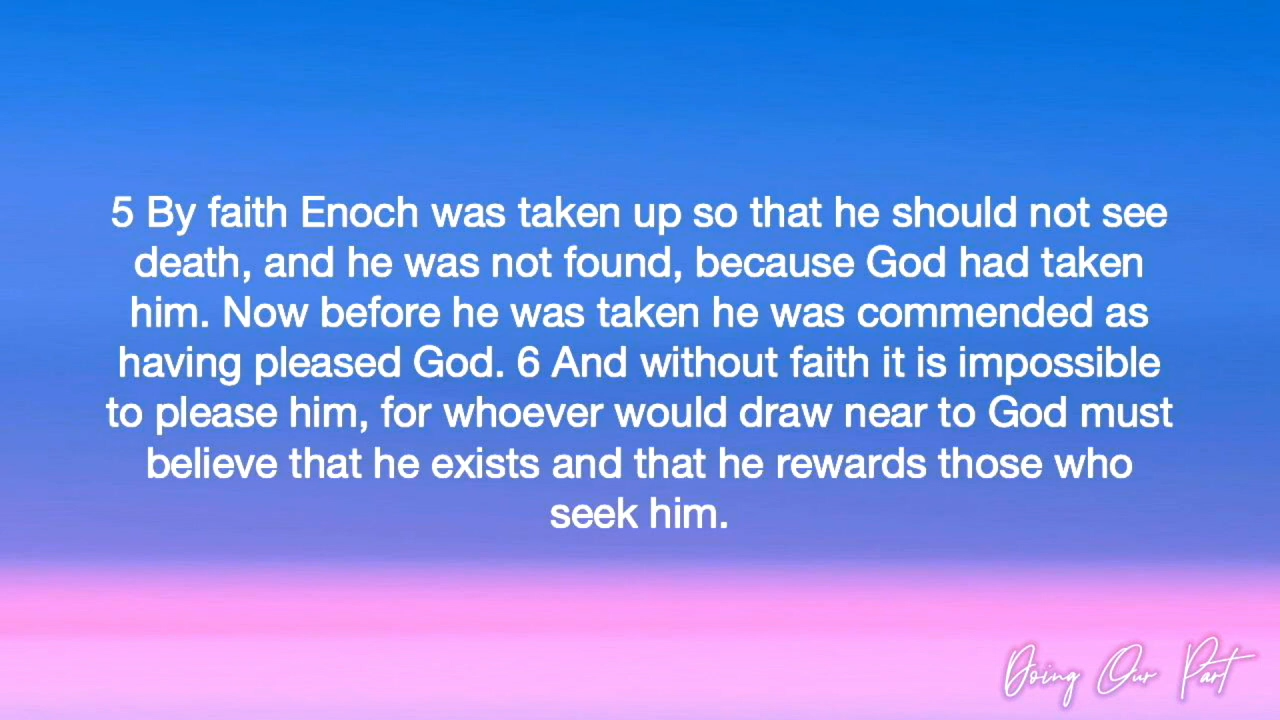 5 By faith Enoch was taken up so that he should not see
death, and he was not found, because God had taken
him. Now before he was taken he was commended as
having pleased God. 6 And without faith it is impossible
to please him, for whoever would draw near to God must
believe that he exists and that he rewards those who
seek him.
Doing Our Part